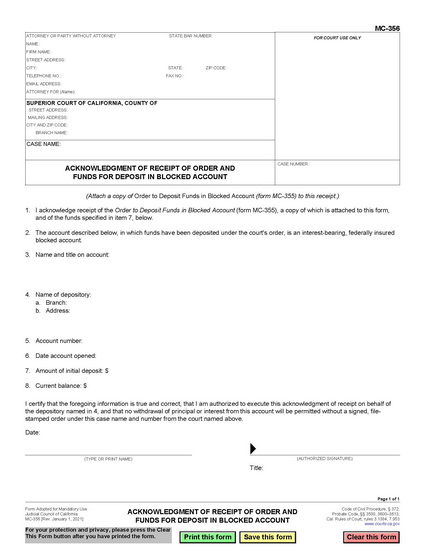 MC-356
ATTORNEY OR PARTY WITHOUT ATTORNEY STATE BAR NUMBER:
FOR COURT USE ONLY
NAME:
FIRM NAME:
STREET ADDRESS:
CITY: STATE: ZIP CODE:
TELEPHONE NO.: FAX NO.:
EMAIL ADDRESS:
ATTORNEY FOR (Name):
SUPERIOR COURT OF CALIFORNIA, COUNTY OF
STREET ADDRESS:
MAILING ADDRESS:
CITY AND ZIP CODE:
BRANCH NAME:
CASE NAME:
ACKNOWLEDGMENT OF RECEIPT OF ORDER AND
FUNDS FOR DEPOSIT IN BLOCKED ACCOUNT
CASE NUMBER:
(Attach a copy of Order to Deposit Funds in Blocked Account (form MC-355) to this receipt.)
1. I acknowledge receipt of the Order to Deposit Funds in Blocked Account (form MC-355), a copy of which is attached to this form,
and of the funds specified in item 7, below.
2. The account described below, in which funds have been deposited under the court's order, is an interest-bearing, federally insured
blocked account.
3. Name and title on account:
4. Name of depository:
a. Branch:
b. Address:
5. Account number:
6. Date account opened:
7. Amount of initial deposit: $
8. Current balance: $
I certify that the foregoing information is true and correct, that I am authorized to execute this acknowledgment of receipt on behalf of
the depository named in 4, and that no withdrawal of principal or interest from this account will be permitted without a signed, file-
stamped order under this case name and number from the court named above.
Date:
(TYPE OR PRINT NAME)
(AUTHORIZED SIGNATURE)
Title:
Page 1 of 1
Form Adopted for Mandatory Use
Judicial Council of California
MC-356 [Rev. January 1, 2021]
ACKNOWLEDGMENT OF RECEIPT OF ORDER AND
FUNDS FOR DEPOSIT IN BLOCKED ACCOUNT
Code of Civil Procedure, § 372;
Probate Code, §§ 3500, 3600–3613;
Cal. Rules of Court, rules 3.1384, 7.953
www.courts.ca.gov
For your protection and privacy, please press the Clear
This Form button after you have printed the form.
Print this form
Save this form
Clear this form